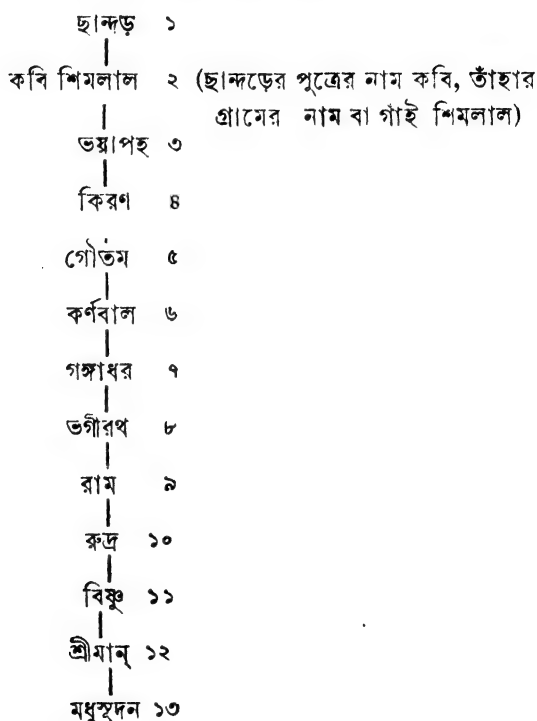 ছান্দড় ১
কবি শিমলাল ২ (ছান্দড়ের পুত্রের নাম কবি, তাঁহার
গ্রামের নাম বা গাঁই শিমলাল)
ভয়াপহ ৩
কিরণ ৪
গৌতম ৫
কর্ণবাল ৬
গঙ্গাধর ৭
ভগীরথ ৮
রাম ৯
রুদ্র ১০
বিষ্ণু ১১
শ্রীমান্ ১২
মধুসূদন ১৩